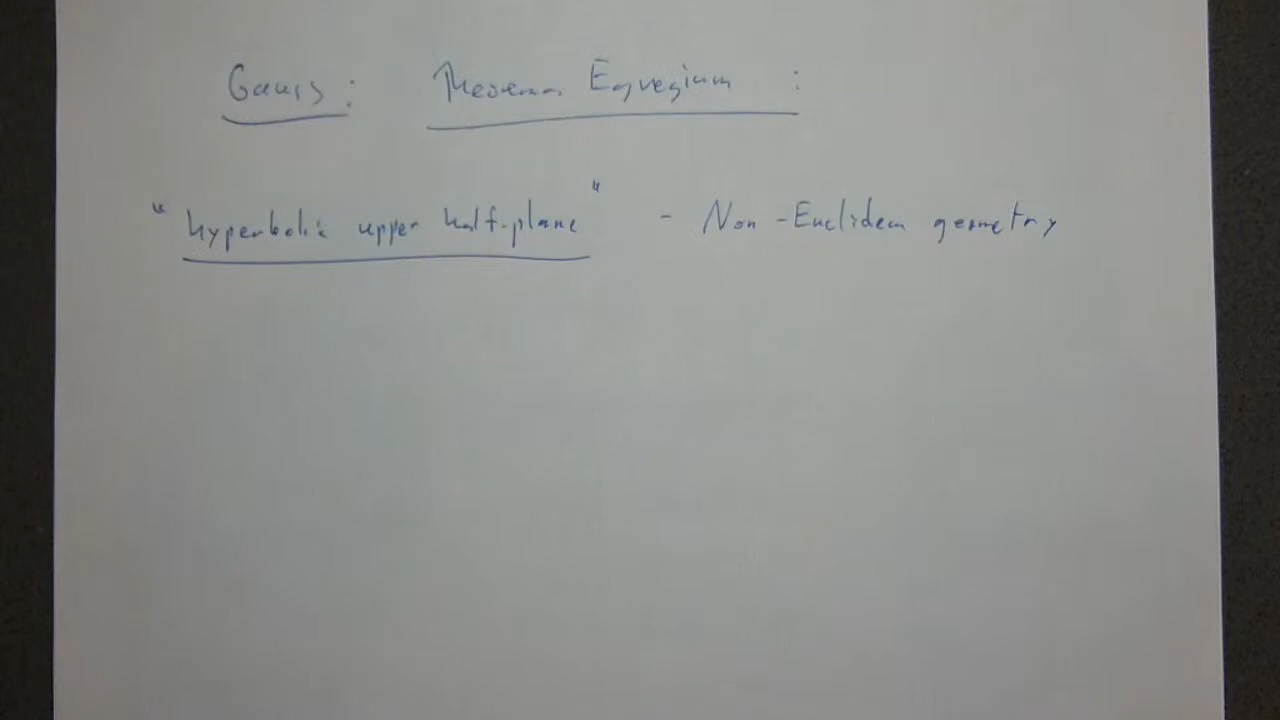 Gauss: Theorema Egregium :
"hyperbolic upper half-plane" - Non-Euclidean geometry